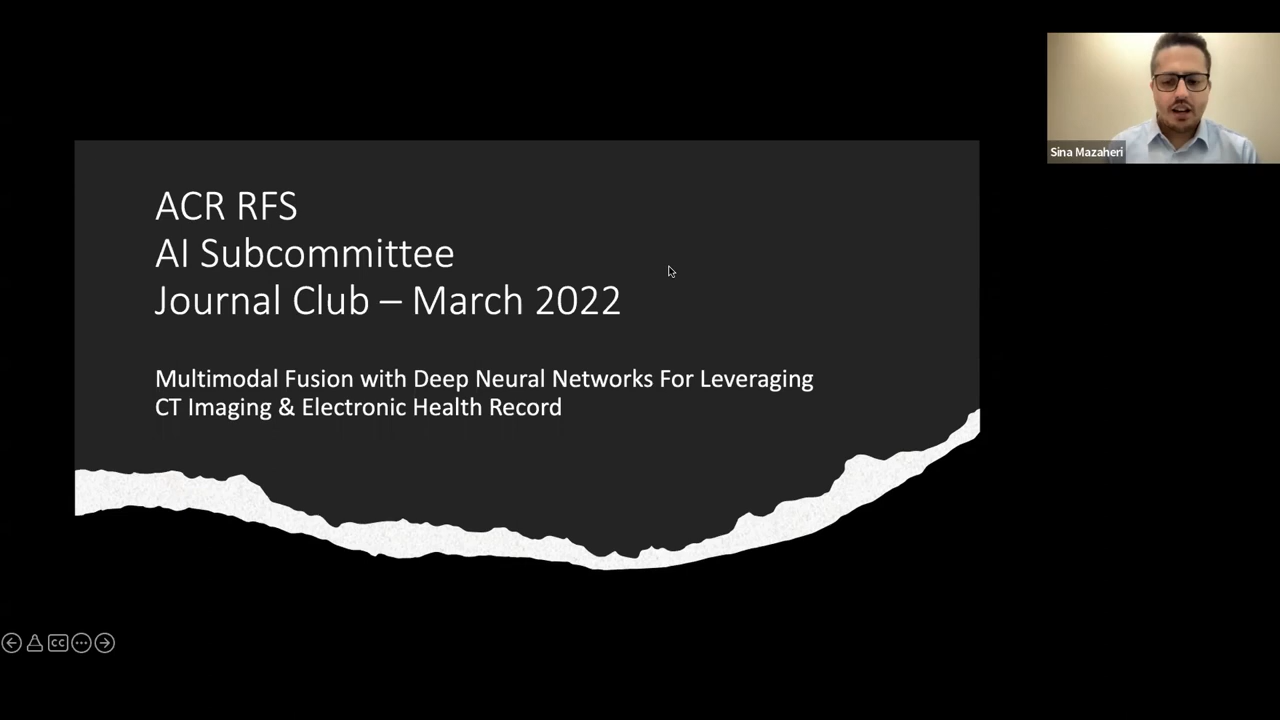 ACR RFS
AI Subcommittee
Journal Club – March 2022
Multimodal Fusion with Deep Neural Networks For Leveraging
CT Imaging & Electronic Health Record
Sina Mazaheri
CC